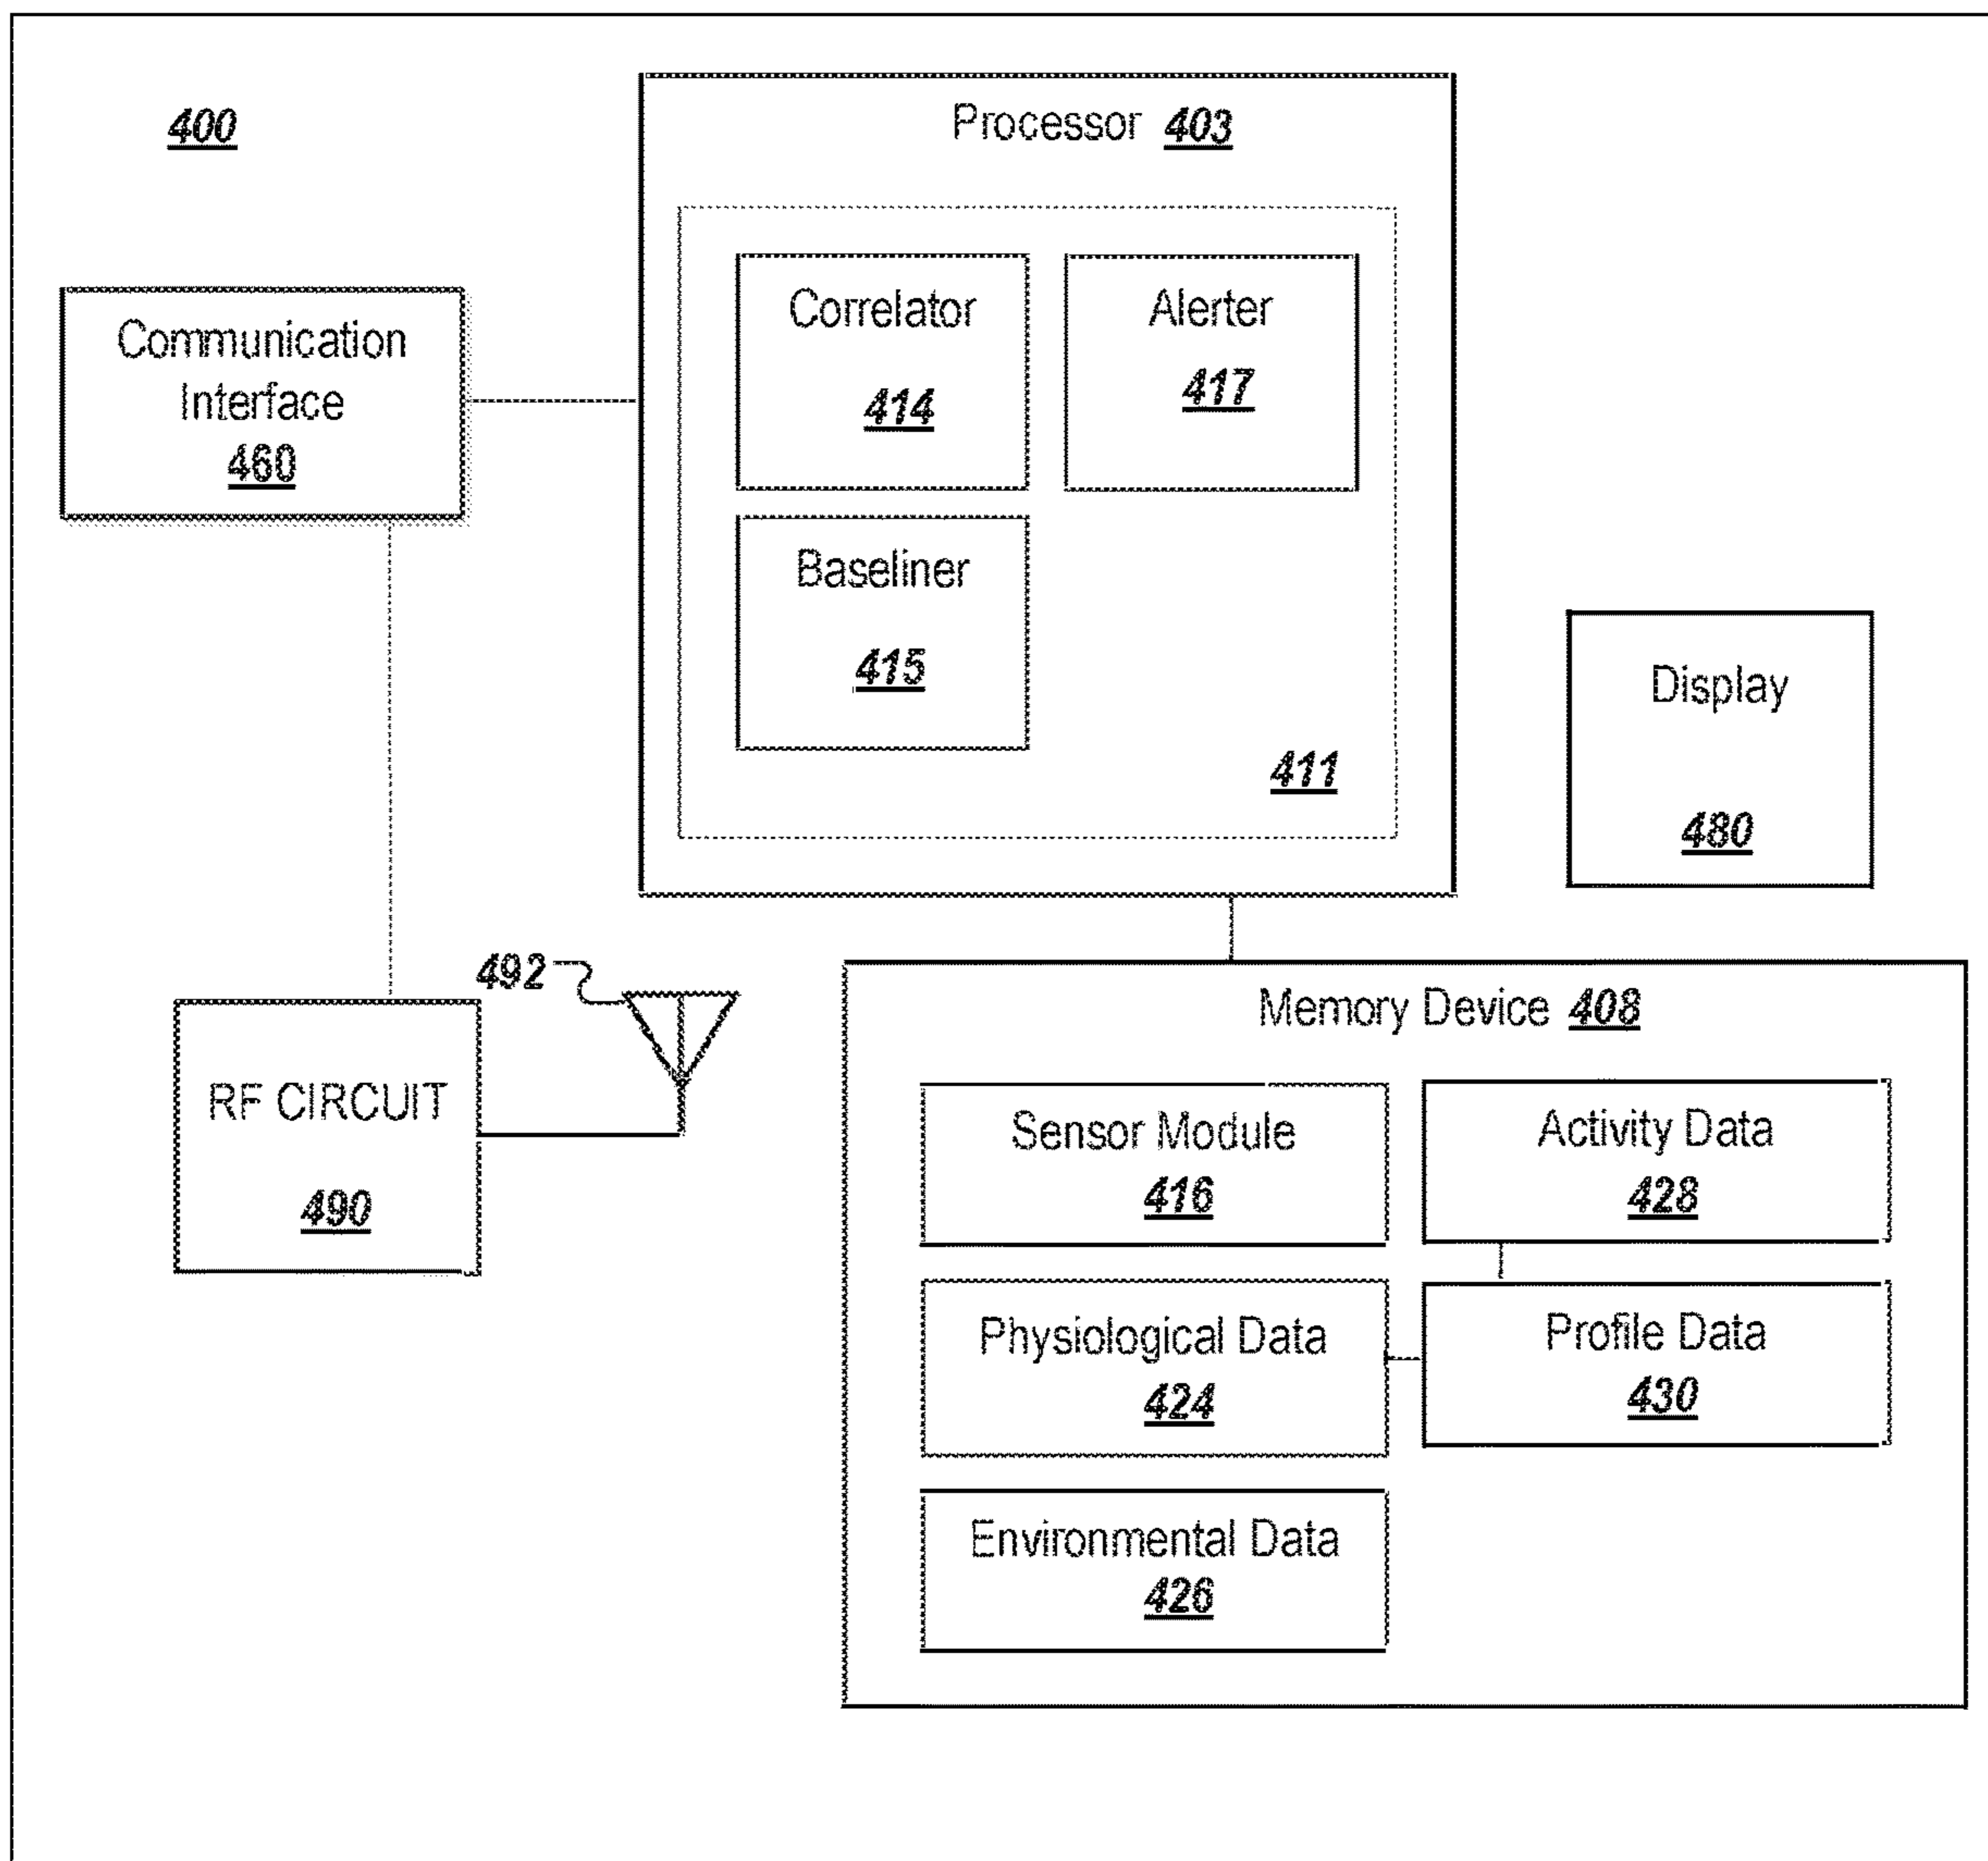 400
Processor 403
Correlator
414
Alerter
417
Communication
Interface
460
Baseliner
415
411
Display
480
492
RF CIRCUIT
490
Memory Device 408
Sensor Module
416
Activity Data
428
Physiological Data
424
Profile Data
430
Environmental Data
426